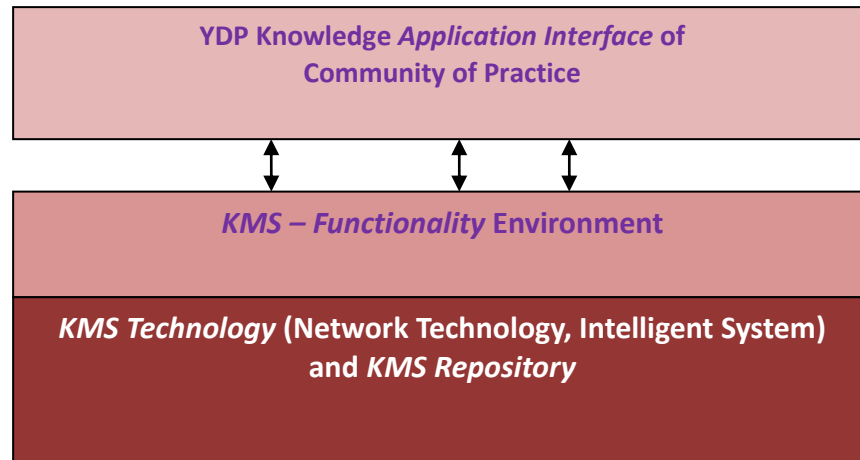 YDP Knowledge Application Interface of
Community of Practice
KMS – Functionality Environment
KMS Technology (Network Technology, Intelligent System)
and KMS Repository